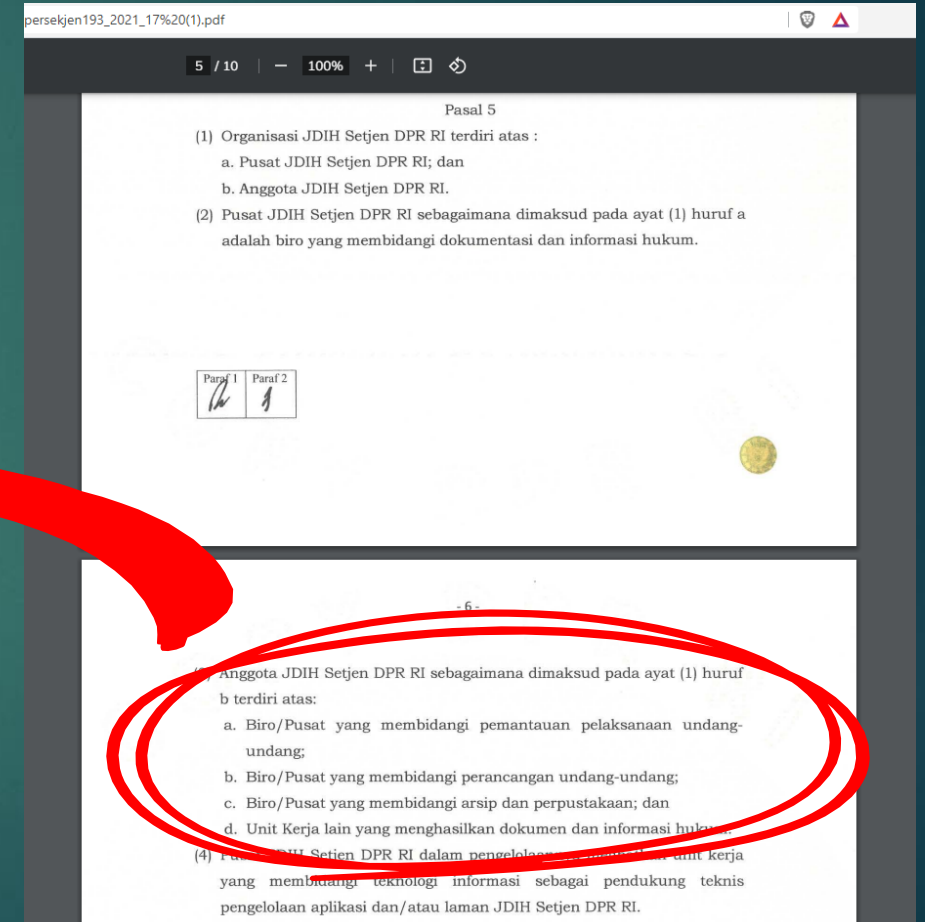 persekjen193_2021_17%20(1).pdf
5 / 10 | − 100% + |
Pasal 5
(1) Organisasi JDIH Setjen DPR RI terdiri atas :
a. Pusat JDIH Setjen DPR RI; dan
b. Anggota JDIH Setjen DPR RI.
(2) Pusat JDIH Setjen DPR RI sebagaimana dimaksud pada ayat (1) huruf a
adalah biro yang membidangi dokumentasi dan informasi hukum.
Paraf 1 Paraf 2
- 6 -
Anggota JDIH Setjen DPR RI sebagaimana dimaksud pada ayat (1) huruf
b terdiri atas:
a. Biro/Pusat yang membidangi pemantauan pelaksanaan undang-
undang;
b. Biro/Pusat yang membidangi perancangan undang-undang;
c. Biro/Pusat yang membidangi arsip dan perpustakaan; dan
d. Unit Kerja lain yang menghasilkan dokumen dan informasi hukum.
(4) Pusat JDIH Setjen DPR RI dalam unit kerja
yang membidangi teknologi informasi sebagai pendukung teknis
pengelolaan aplikasi dan/atau laman JDIH Setjen DPR RI.